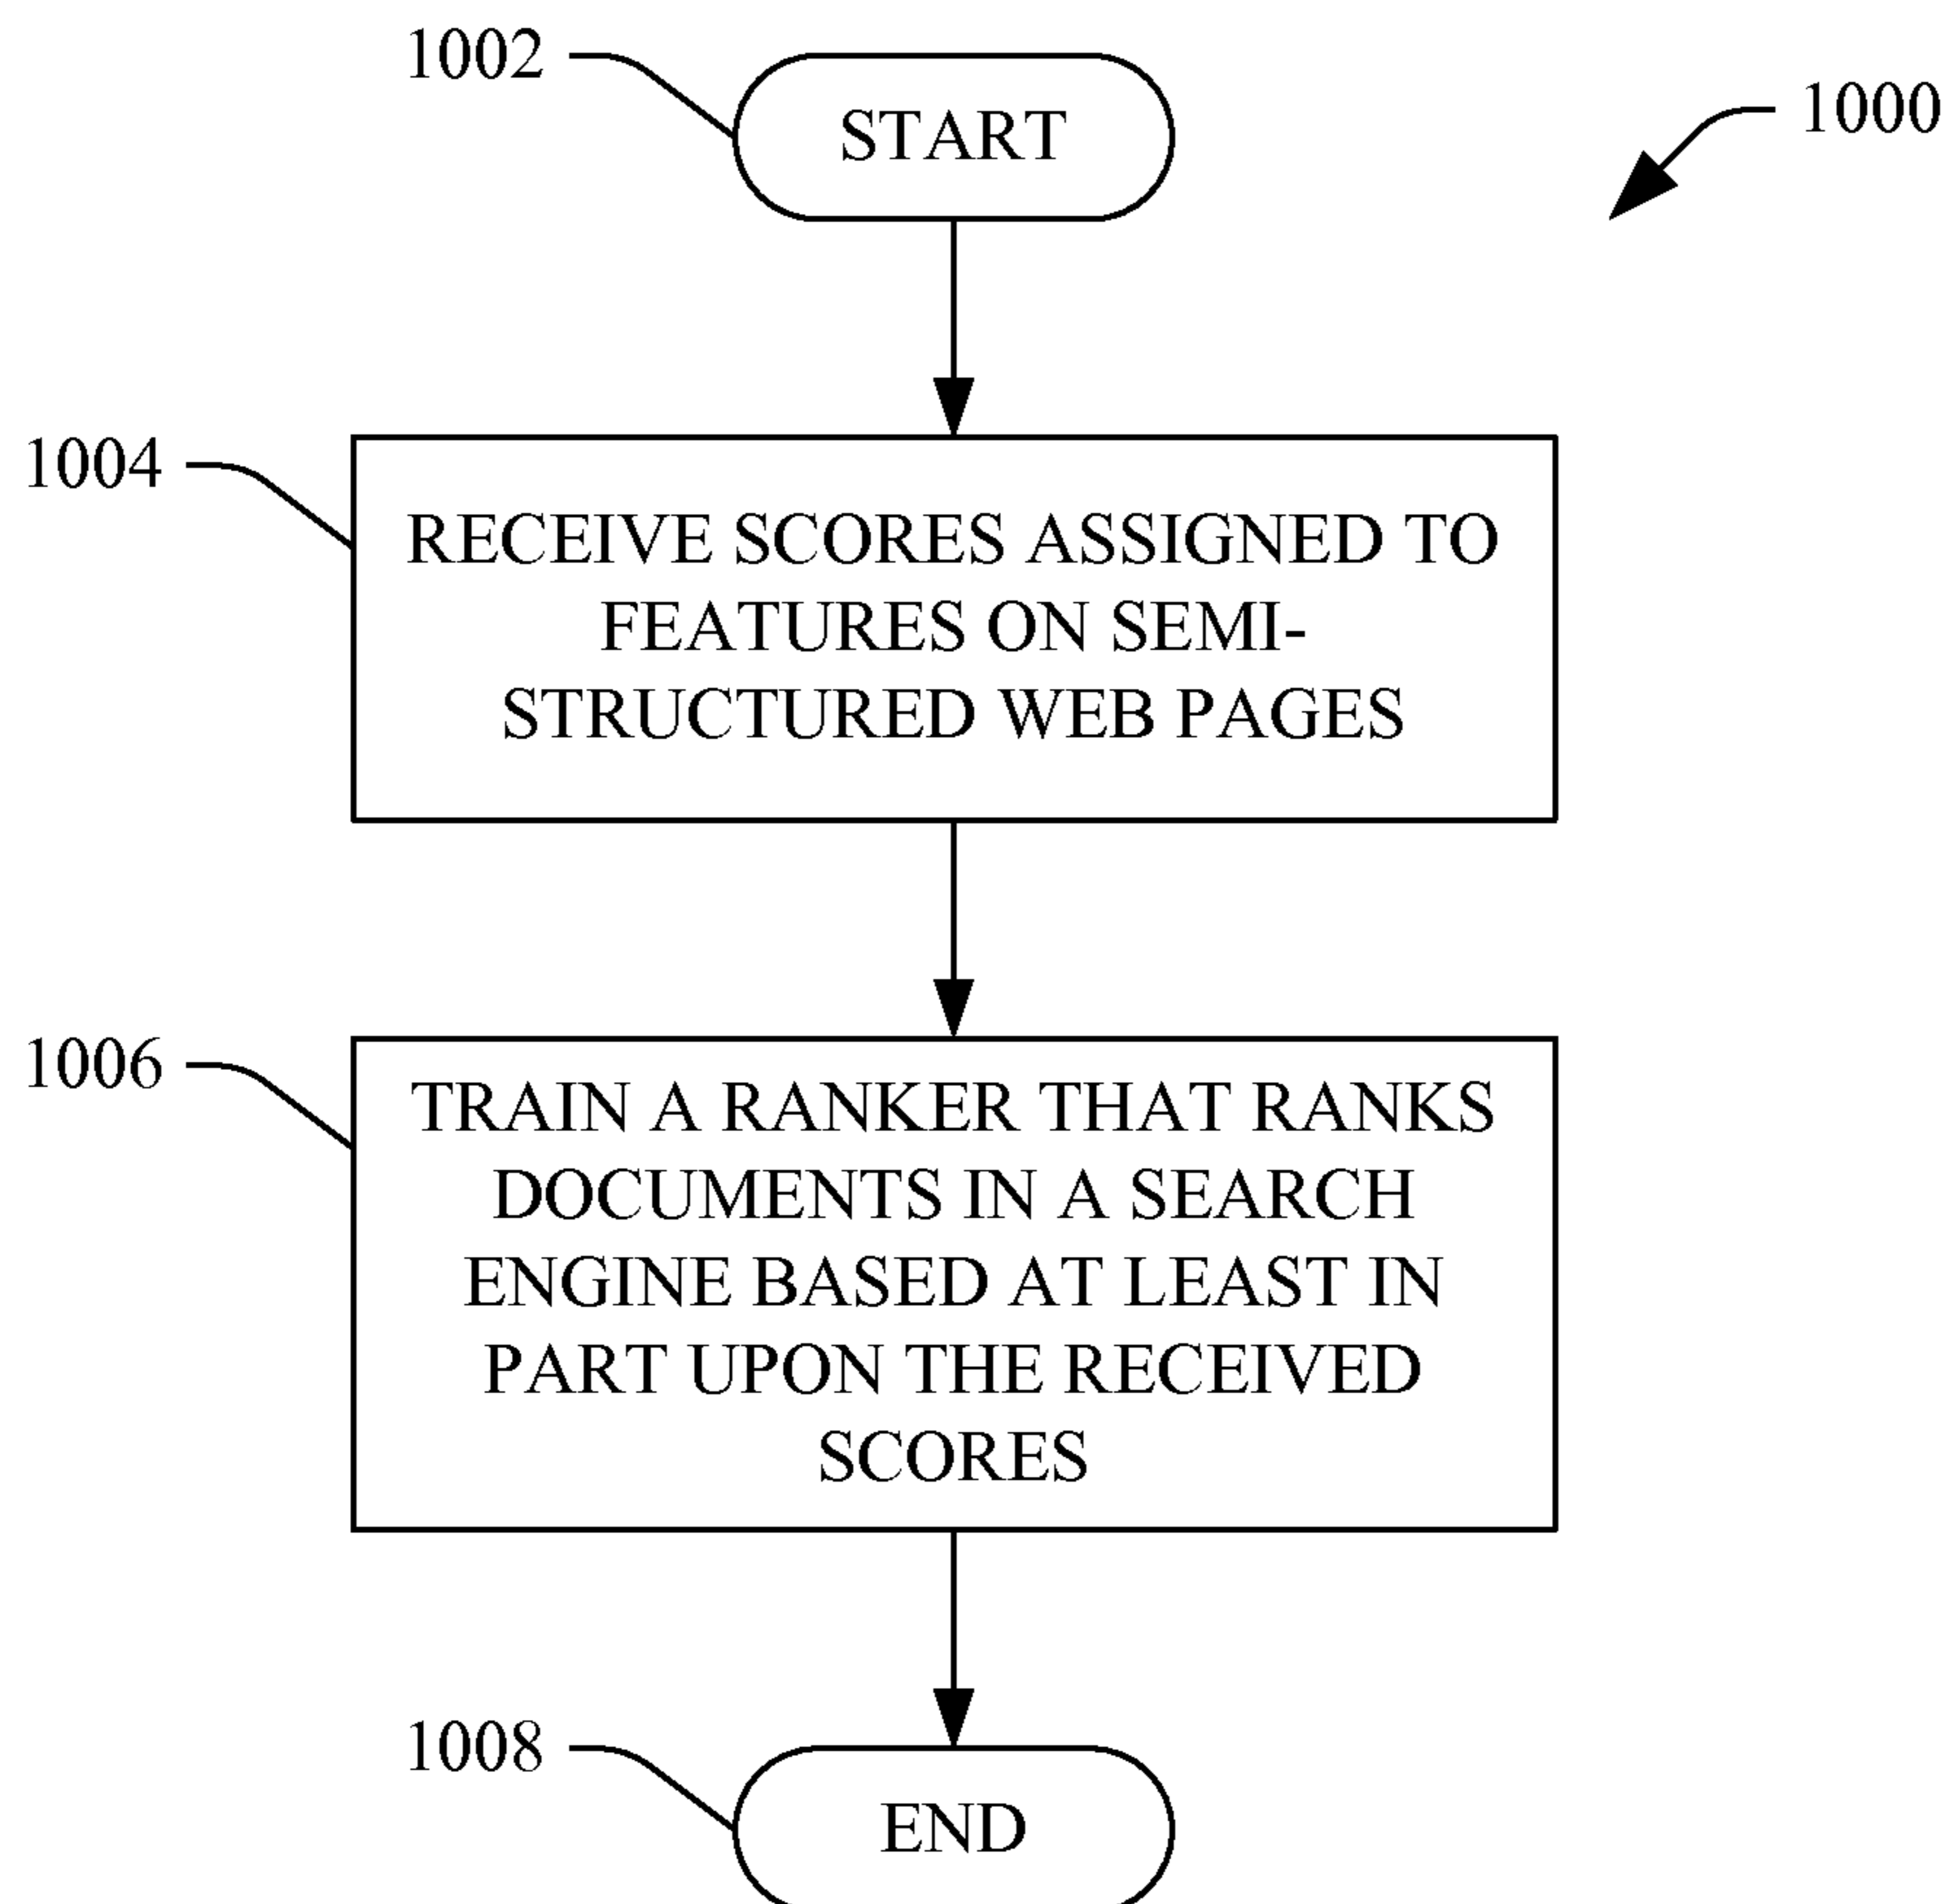 1002
START
1000
1004
RECEIVE SCORES ASSIGNED TO
FEATURES ON SEMI-
STRUCTURED WEB PAGES
1006
TRAIN A RANKER THAT RANKS
DOCUMENTS IN A SEARCH
ENGINE BASED AT LEAST IN
PART UPON THE RECEIVED
SCORES
1008
END